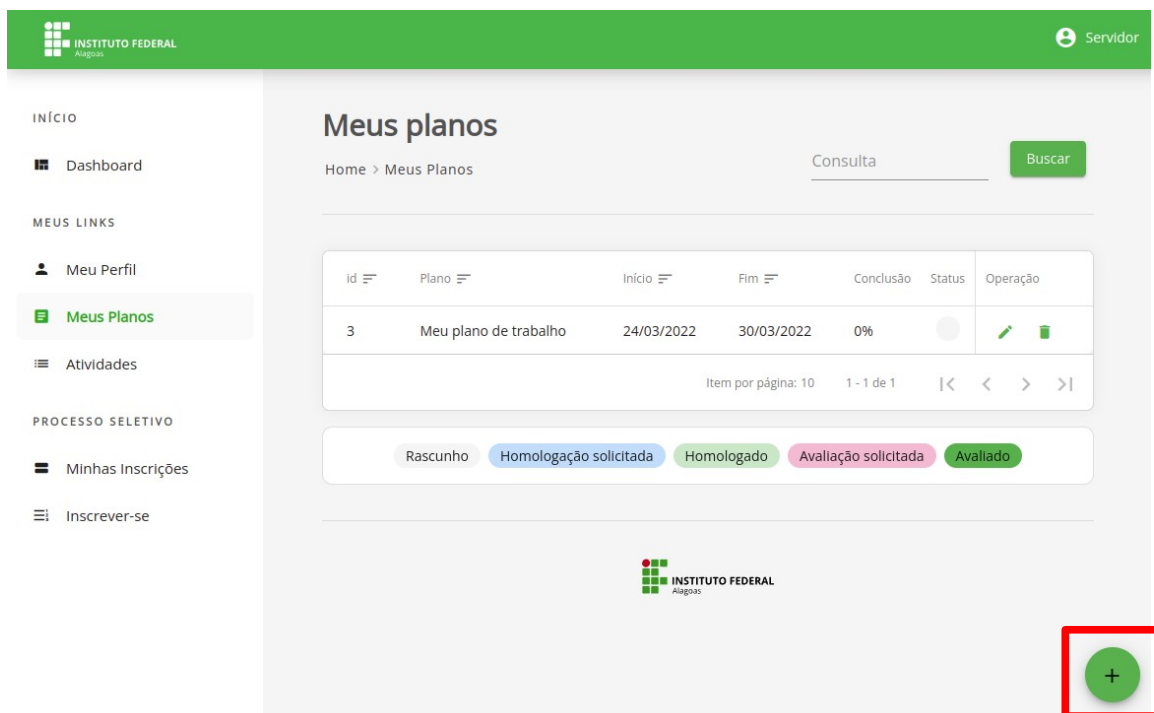 INSTITUTO FEDERAL
Alagoas
Servidor
INÍCIO
Dashboard
MEUS LINKS
Meu Perfil
Meus Planos
Atividades
PROCESSO SELETIVO
Minhas Inscrições
Inscrever-se
Meus planos
Home > Meus Planos
Consulta
Buscar
id Plano Início Fim Conclusão Status Operação
3 Meu plano de trabalho 24/03/2022 30/03/2022 0%
Item por página: 10 1 - 1 de 1
Rascunho Homologação solicitada Homologado Avaliação solicitada Avaliado
INSTITUTO FEDERAL
Alagoas
+